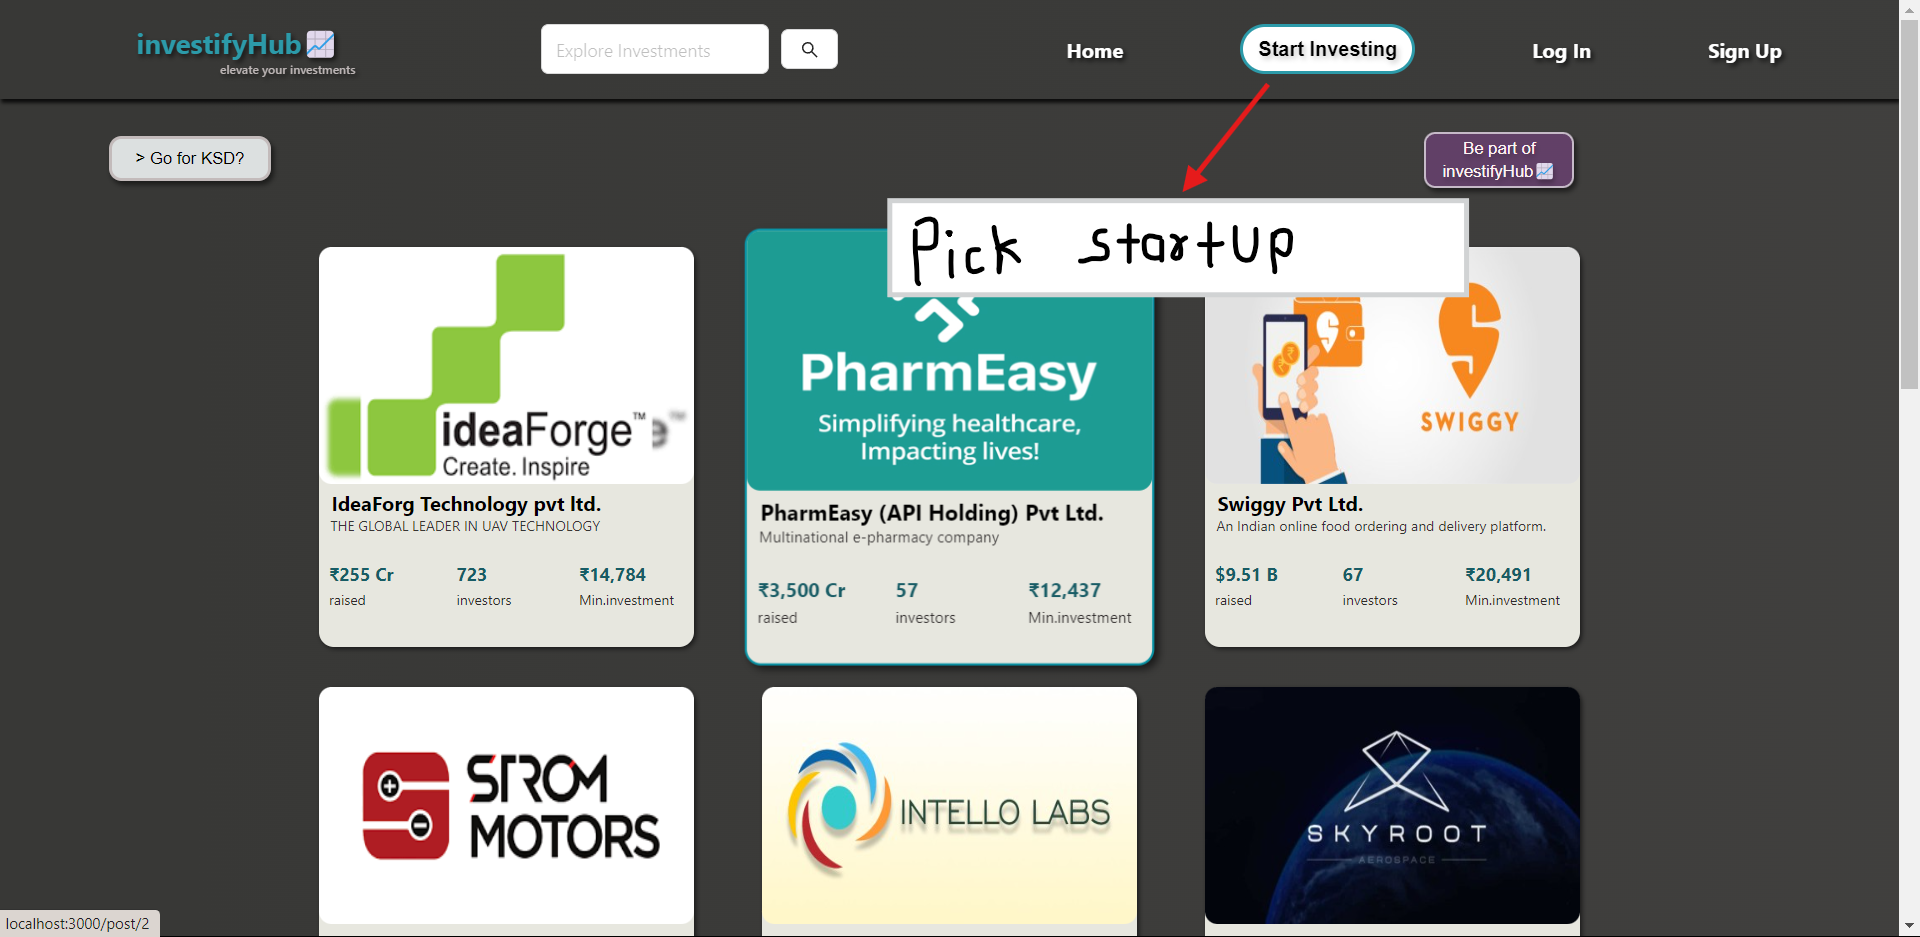 investifyHub
elevate your investments
Explore Investments
Home
Start Investing
Log In
Sign Up
> Go for KSD?
Be part of
investifyHub
Pick startup
ideaForge™
Create. Inspire
IdeaForg Technology pvt ltd.
THE GLOBAL LEADER IN UAV TECHNOLOGY
₹255 Cr 723 ₹14,784
raised investors Min.investment
PharmEasy
Simplifying healthcare,
Impacting lives!
PharmEasy (API Holding) Pvt Ltd.
Multinational e-pharmacy company
₹3,500 Cr 57 ₹12,437
raised investors Min.investment
SWIGGY
Swiggy Pvt Ltd.
An Indian online food ordering and delivery platform.
$9.51 B 67 ₹20,491
raised investors Min.investment
STROM
MOTORS
INTELLO LABS
SKYROOT
AEROSPACE
localhost:3000/post/2